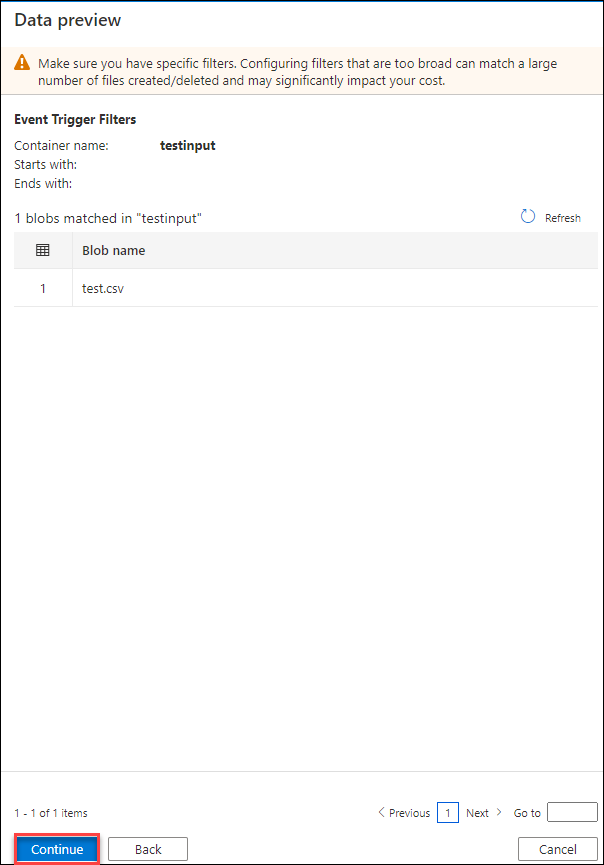 Data preview
Make sure you have specific filters. Configuring filters that are too broad can match a large
number of files created/deleted and may significantly impact your cost.
Event Trigger Filters
Container name: testinput
Starts with:
Ends with:
1 blobs matched in "testinput" Refresh
Blob name
1 test.csv
1 - 1 of 1 items Previous 1 Next Go to
Continue Back Cancel